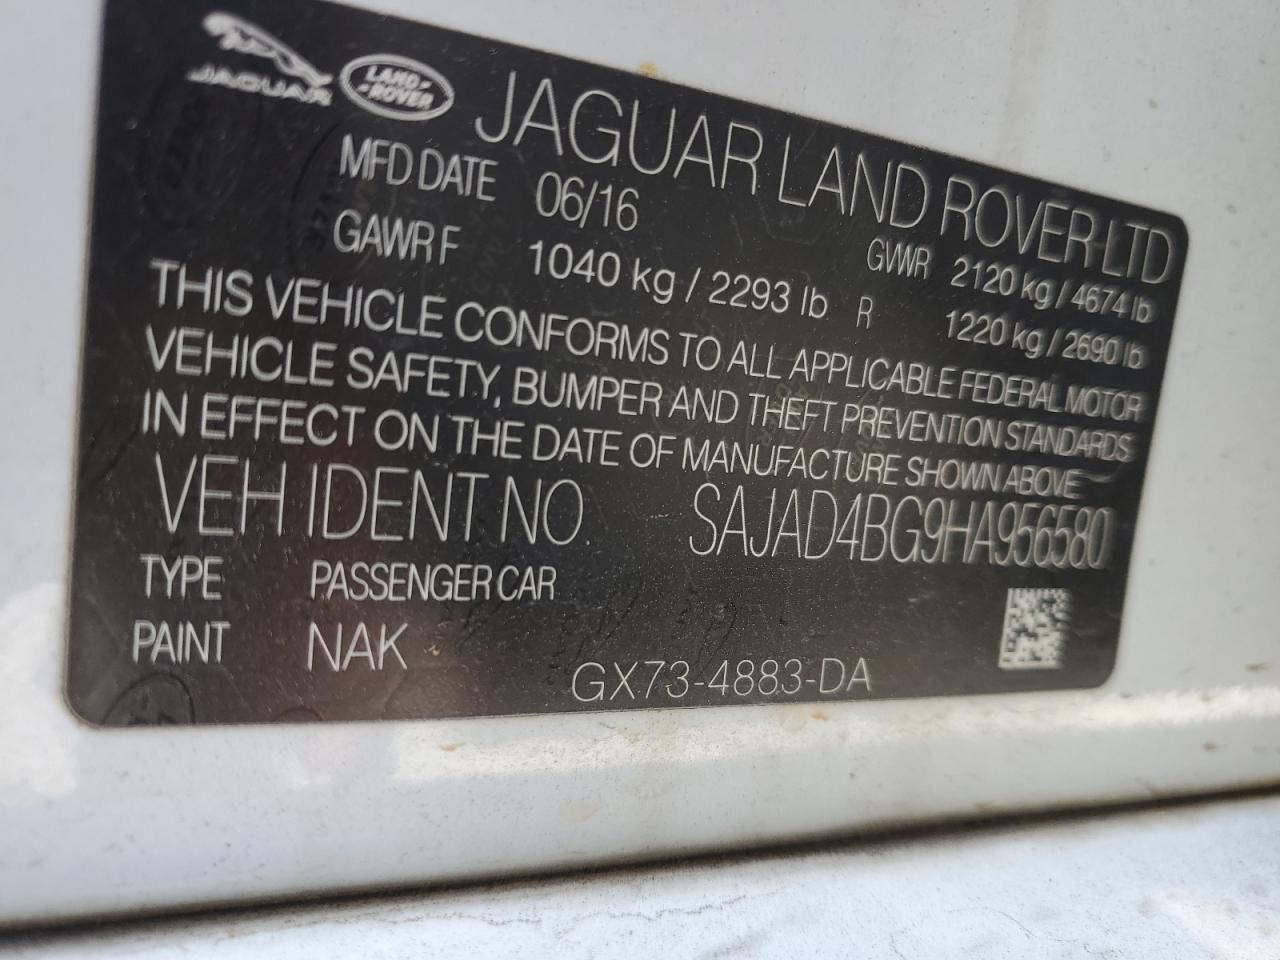 JAGUAR LAND ROVER JAGUAR LAND ROVER LTD
MFD DATE 06/16 GVWR 2120 kg / 4674 lb
GAWR F 1040 kg / 2293 lb R 1220 kg / 2690 lb
THIS VEHICLE CONFORMS TO ALL APPLICABLE FEDERAL MOTOR
VEHICLE SAFETY, BUMPER AND THEFT PREVENTION STANDARDS
IN EFFECT ON THE DATE OF MANUFACTURE SHOWN ABOVE
VEH IDENT NO. SAJAD4BG9HA956580
TYPE PASSENGER CAR
PAINT NAK
GX73-4883-DA